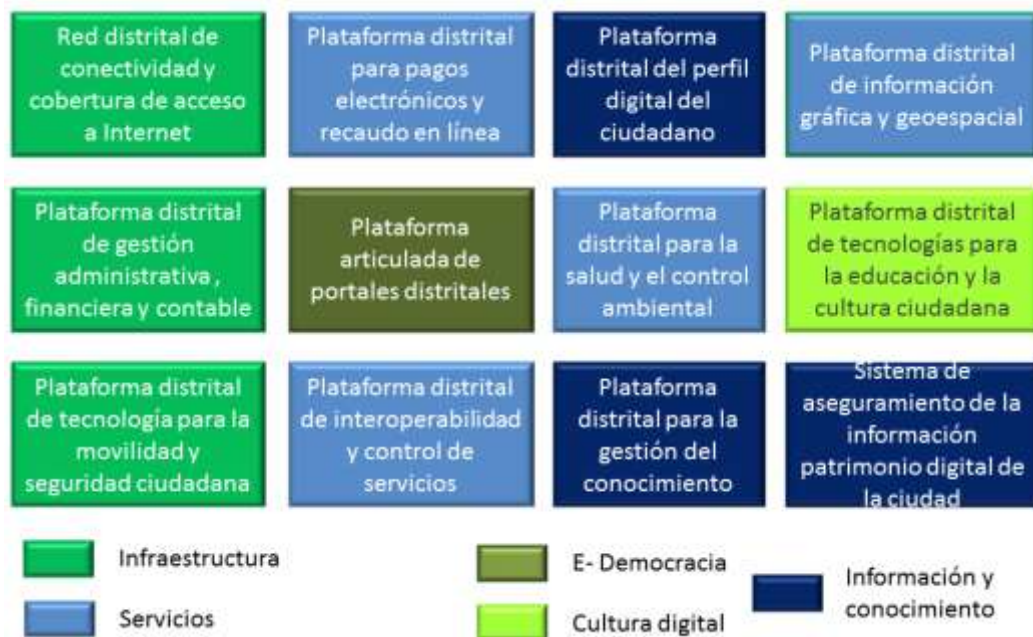 Red distrital de
conectividad y
cobertura de acceso
a Internet
Plataforma distrital
para pagos
electrónicos y
recaudo en línea
Plataforma
distrital del perfil
digital del
ciudadano
Plataforma distrital
de información
gráfica y geoespacial
Plataforma distrital
de gestión
administrativa ,
financiera y contable
Plataforma
articulada de
portales distritales
Plataforma
distrital para la
salud y el control
ambiental
Plataforma distrital
de tecnologías para
la educación y la
cultura ciudadana
Plataforma distrital
de tecnología para la
movilidad y
seguridad ciudadana
Plataforma distrital
de interoperabilidad
y control de
servicios
Plataforma
distrital para la
gestión del
conocimiento
Sistema de
aseguramiento de la
información
patrimonio digital de
la ciudad
Infraestructura
Servicios
E- Democracia
Cultura digital
Información y
conocimiento